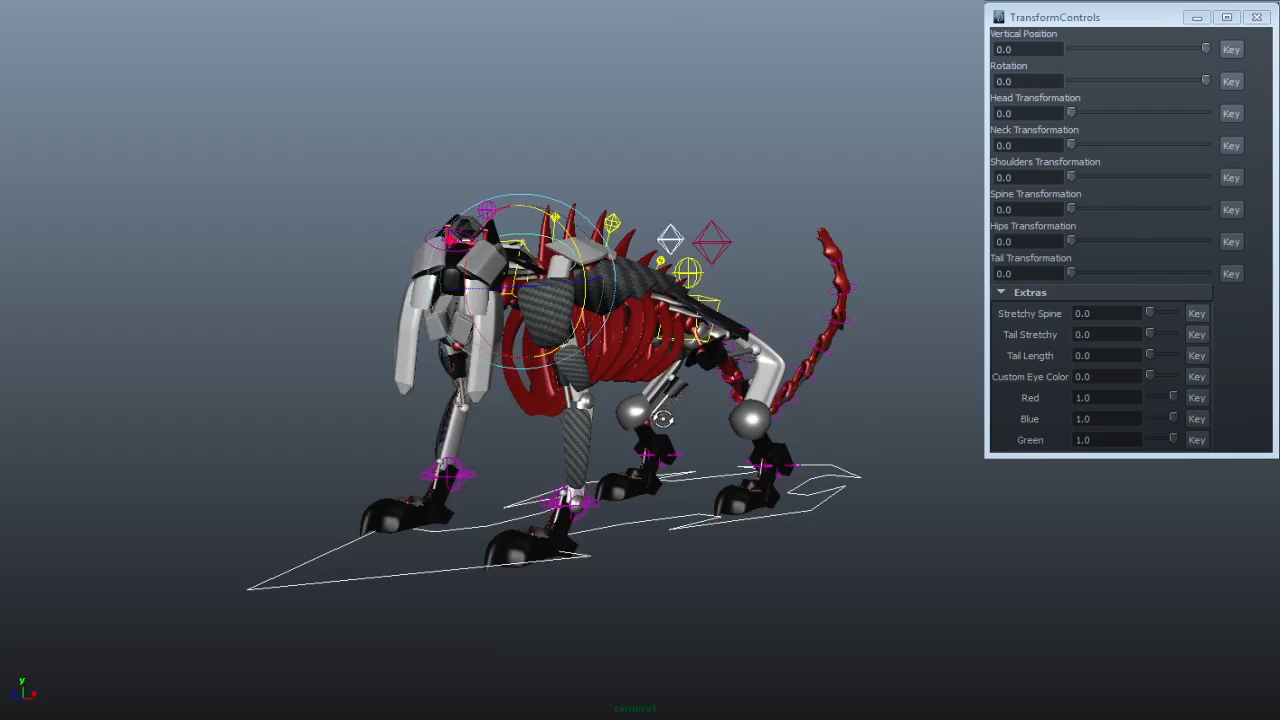 TransformControls
Vertical Position
0.0 Key
Rotation
0.0 Key
Head Transformation
0.0 Key
Neck Transformation
0.0 Key
Shoulders Transformation
0.0 Key
Spine Transformation
0.0 Key
Hips Transformation
0.0 Key
Tail Transformation
0.0 Key
Extras
Stretchy Spine 0.0 Key
Tail Stretchy 0.0 Key
Tail Length 0.0 Key
Custom Eye Color 0.0 Key
Red 1.0 Key
Blue 1.0 Key
Green 1.0 Key
y
x
camera1